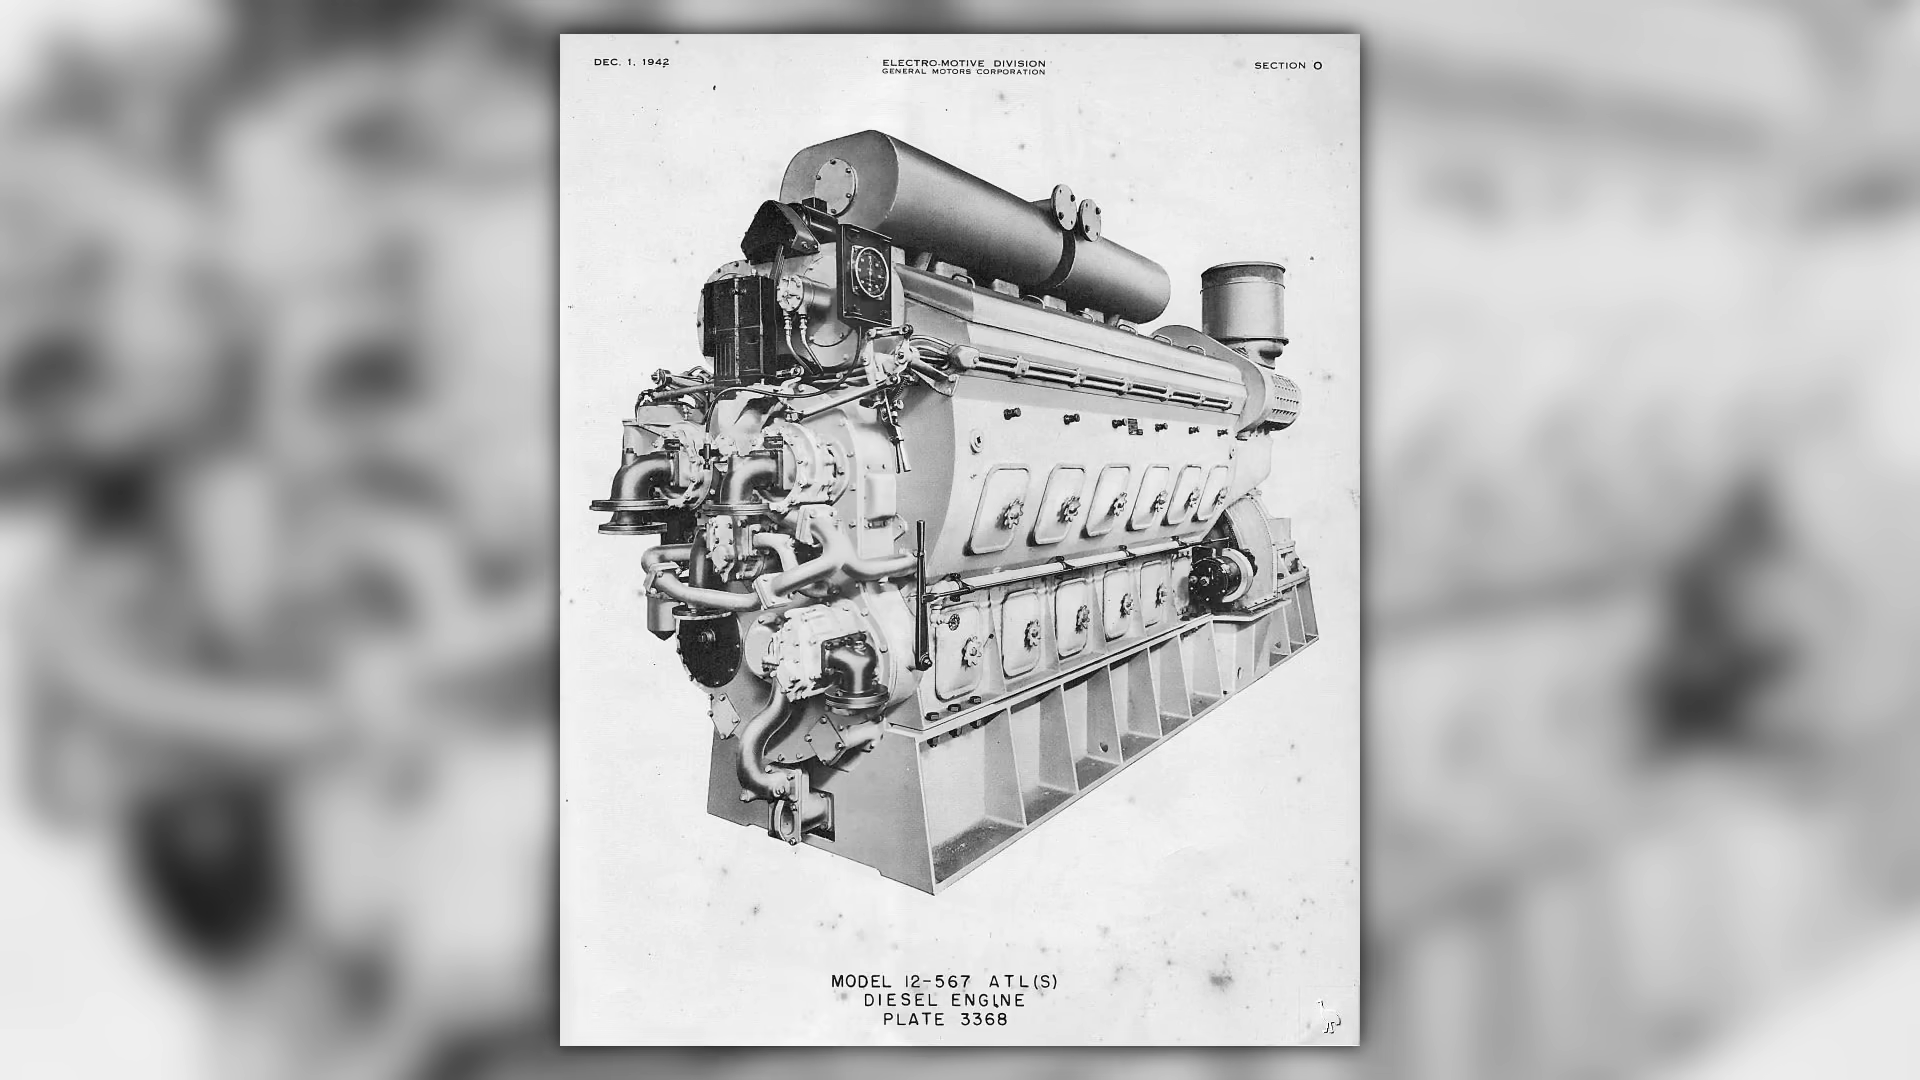 DEC. 1, 1942
ELECTRO-MOTIVE DIVISION
GENERAL MOTORS CORPORATION
SECTION O
MODEL 12-567 ATL(S)
DIESEL ENGINE
PLATE 3368